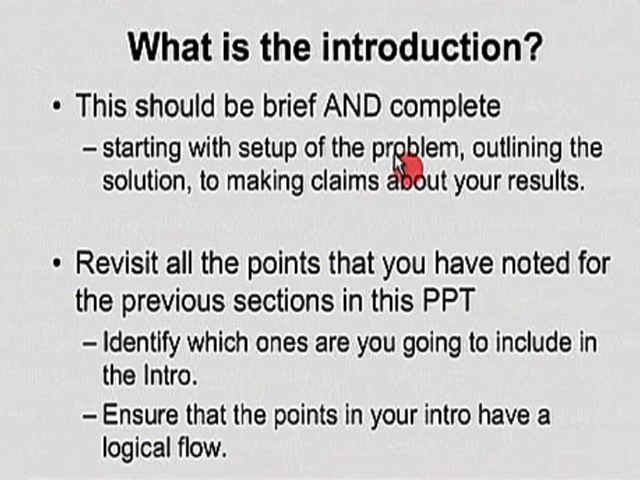 What is the introduction?
• This should be brief AND complete
– starting with setup of the problem, outlining the
solution, to making claims about your results.
• Revisit all the points that you have noted for
the previous sections in this PPT
– Identify which ones are you going to include in
the Intro.
– Ensure that the points in your intro have a
logical flow.